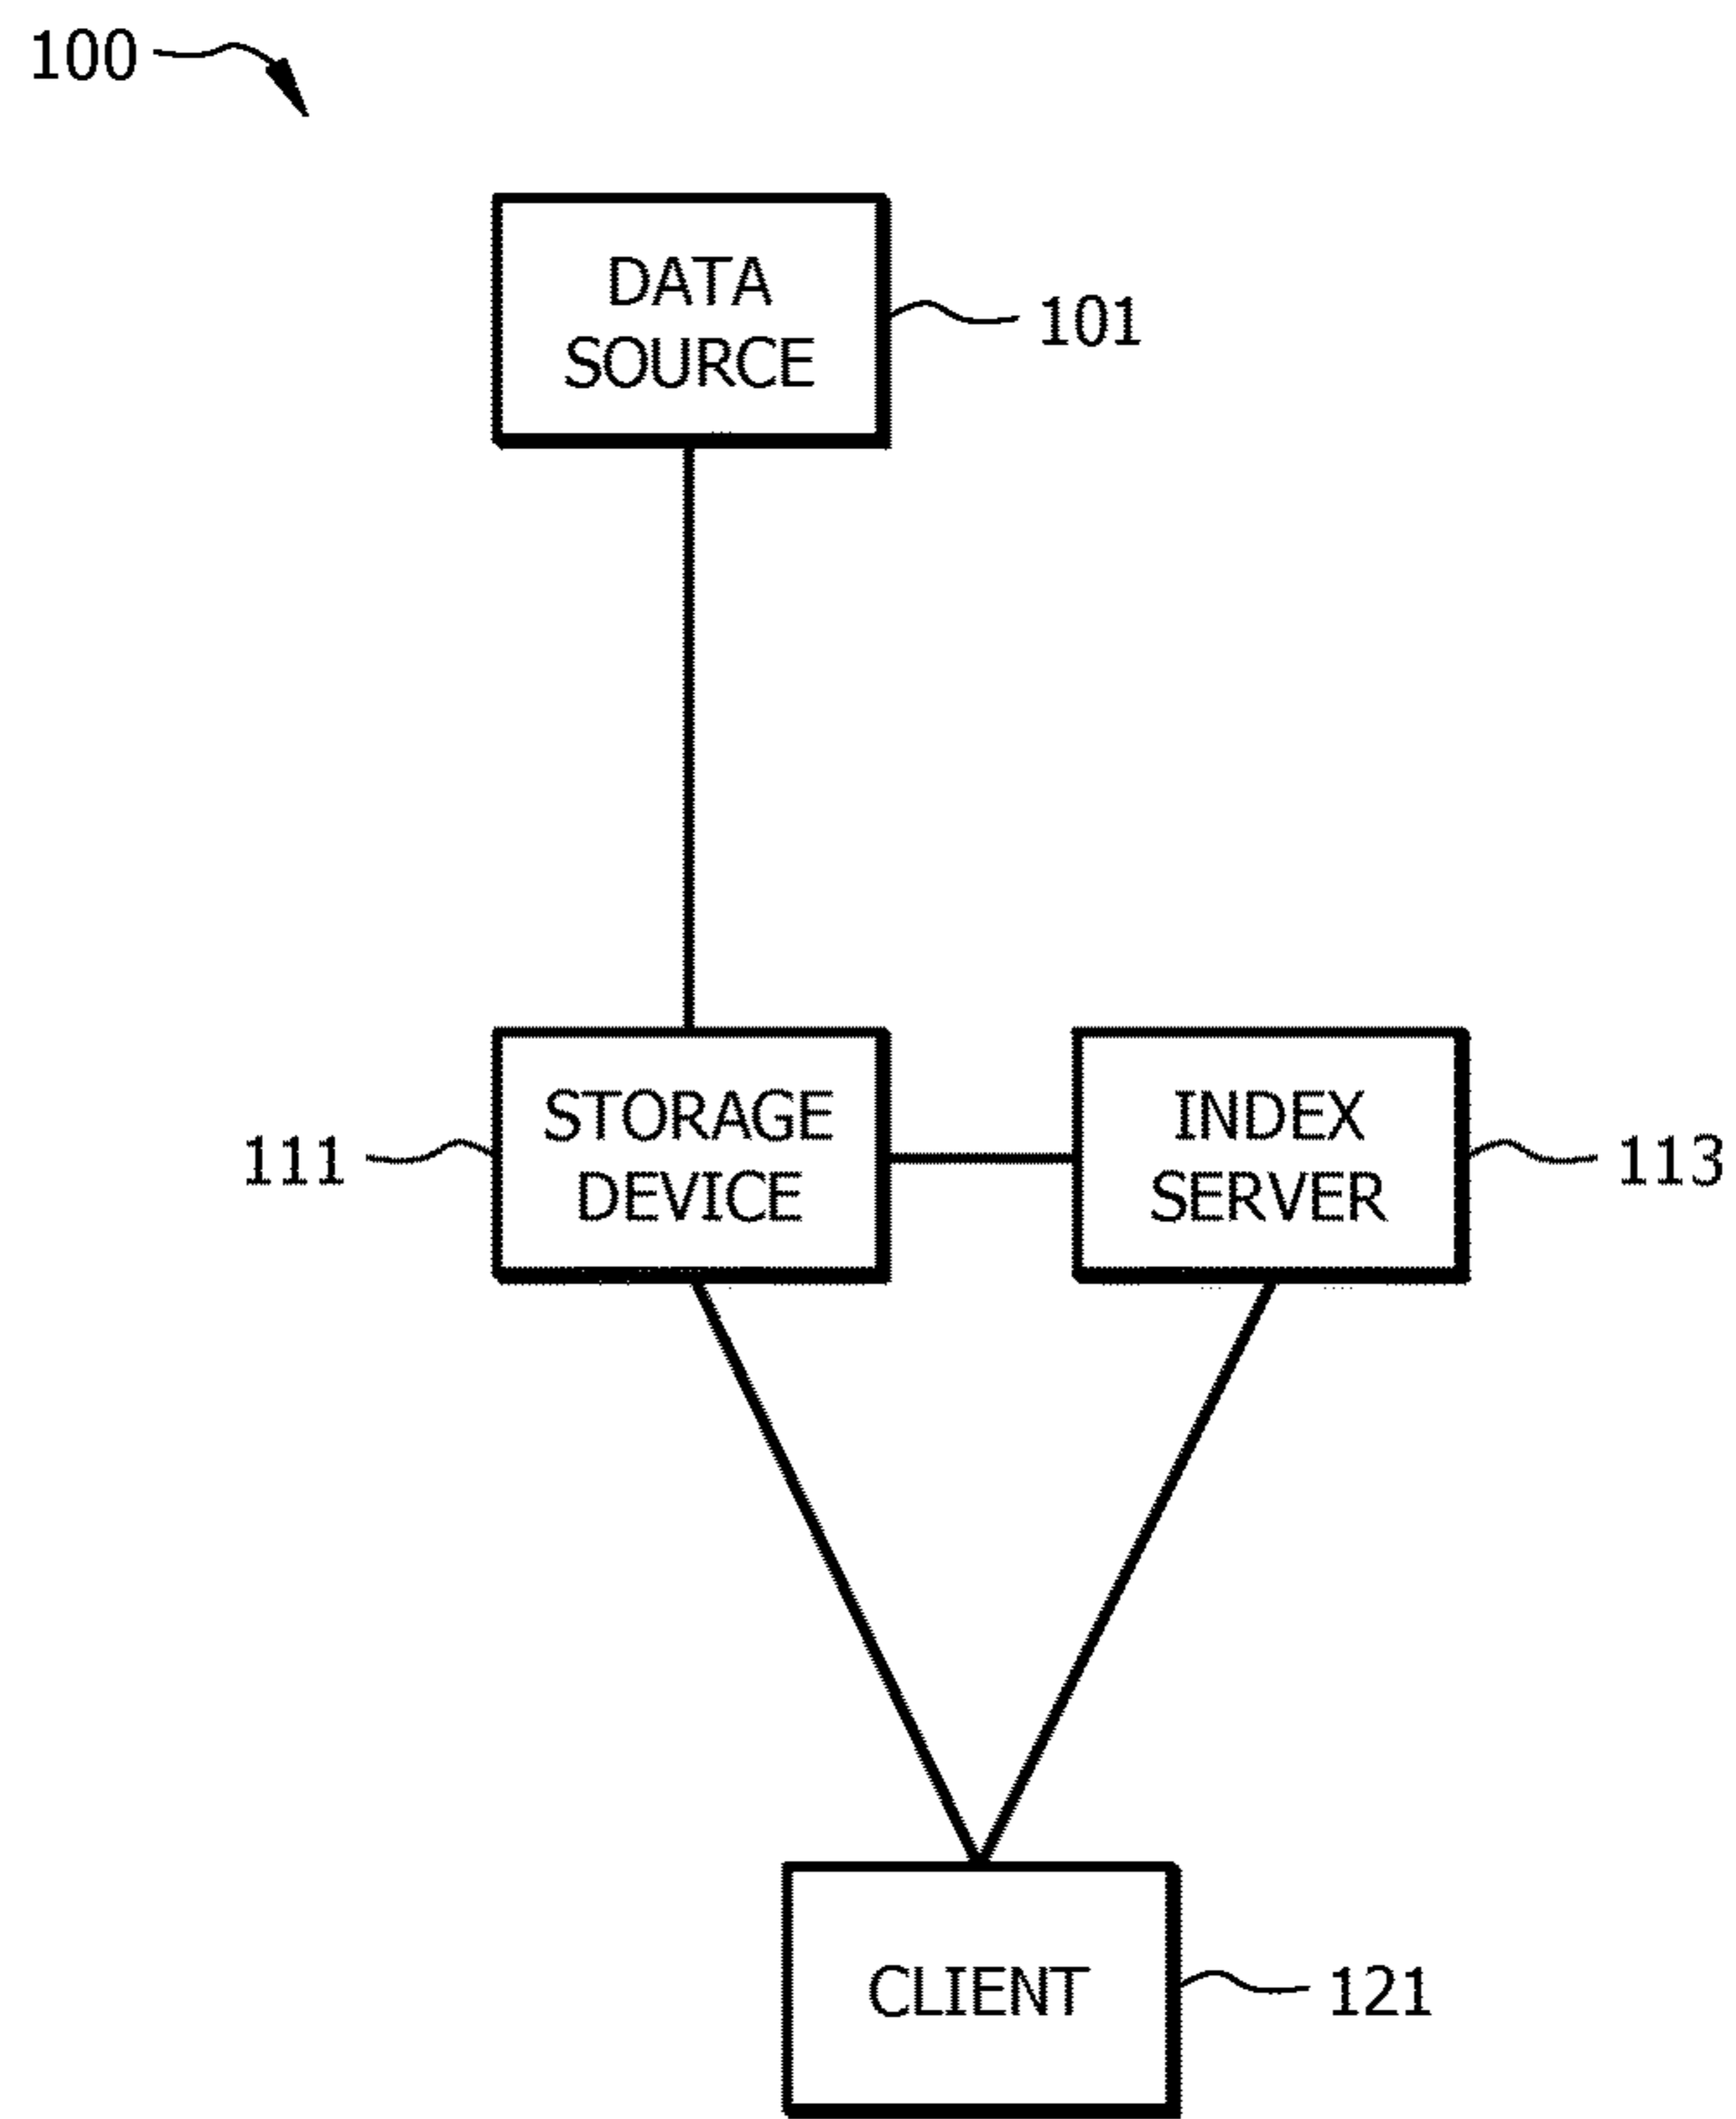 100
DATA
SOURCE
101
STORAGE
DEVICE
111
INDEX
SERVER
113
CLIENT
121